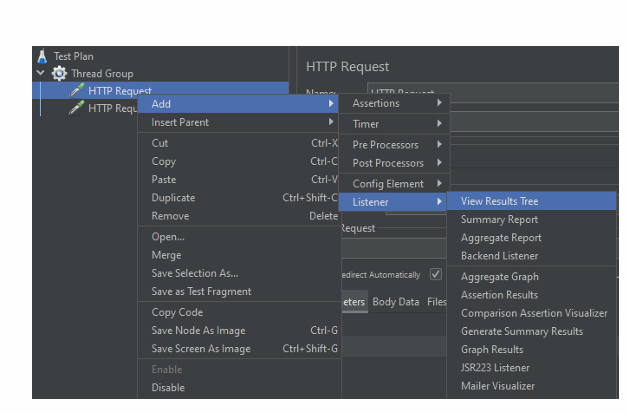 Test Plan
Thread Group
HTTP Request
HTTP Requ
HTTP Request
Name: HTTP Request
Add
Insert Parent
Cut Ctrl-X
Copy Ctrl-C
Paste Ctrl-V
Duplicate Ctrl+Shift-C
Remove Delete
Open...
Merge
Save Selection As...
Save as Test Fragment
Copy Code
Save Node As Image Ctrl-G
Save Screen As Image Ctrl+Shift-G
Enable
Disable
Assertions
Timer
Pre Processors
Post Processors
Config Element
Listener
Request
edirect Automatically
eters Body Data Files
View Results Tree
Summary Report
Aggregate Report
Backend Listener
Aggregate Graph
Assertion Results
Comparison Assertion Visualizer
Generate Summary Results
Graph Results
JSR223 Listener
Mailer Visualizer